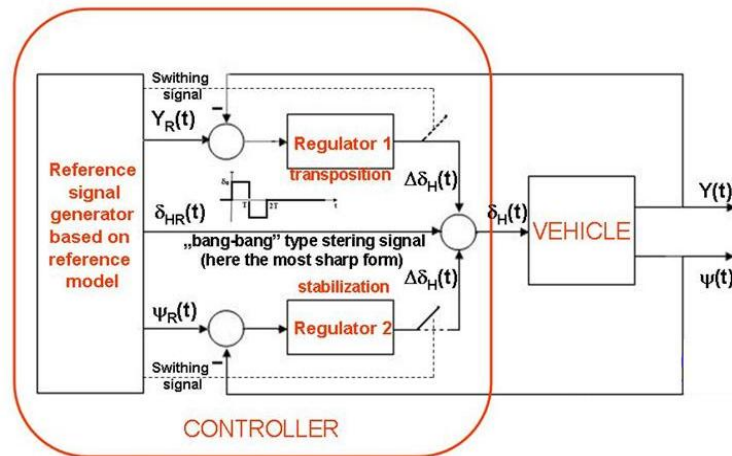 Swithing
signal
Y_R(t)
Regulator 1
transposition
Δδ_H(t)
Reference
signal
generator
based on
reference
model
T 2T t
δ_HR(t)
„bang-bang” type stering signal
(here the most sharp form)
δ_H(t)
VEHICLE
Y(t)
ψ(t)
stabilization
Δδ_H(t)
ψ_R(t)
Regulator 2
Swithing
signal
CONTROLLER